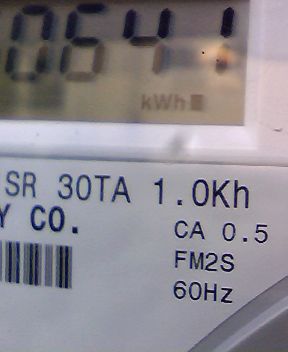 0641
kWh
SR 30TA 1.0Kh
Y CO.
CA 0.5
FM2S
60Hz